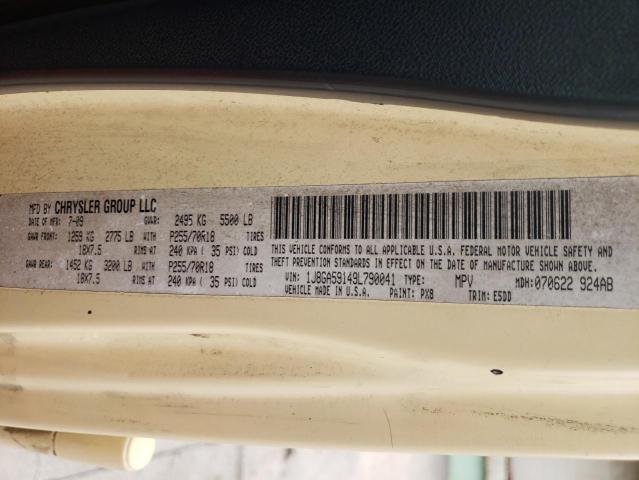 MFD BY CHRYSLER GROUP LLC
DATE OF MFR: 7-09 GVWR: 2495 KG 5500 LB
GAWR FRONT: 1259 KG 2775 LB WITH P255/70R18 TIRES
18X7.5 RIMS AT 240 KPA ( 35 PSI) COLD
GAWR REAR: 1452 KG 3200 LB WITH P255/70R18 TIRES
18X7.5 RIMS AT 240 KPA ( 35 PSI) COLD
THIS VEHICLE CONFORMS TO ALL APPLICABLE U.S.A. FEDERAL MOTOR VEHICLE SAFETY AND
THEFT PREVENTION STANDARDS IN EFFECT ON THE DATE OF MANUFACTURE SHOWN ABOVE.
VIN: 1J8GA59149L790041 TYPE: MPV MDH: 070622 924AB
VEHICLE MADE IN U.S.A. PAINT: PX8 TRIM: E5DD